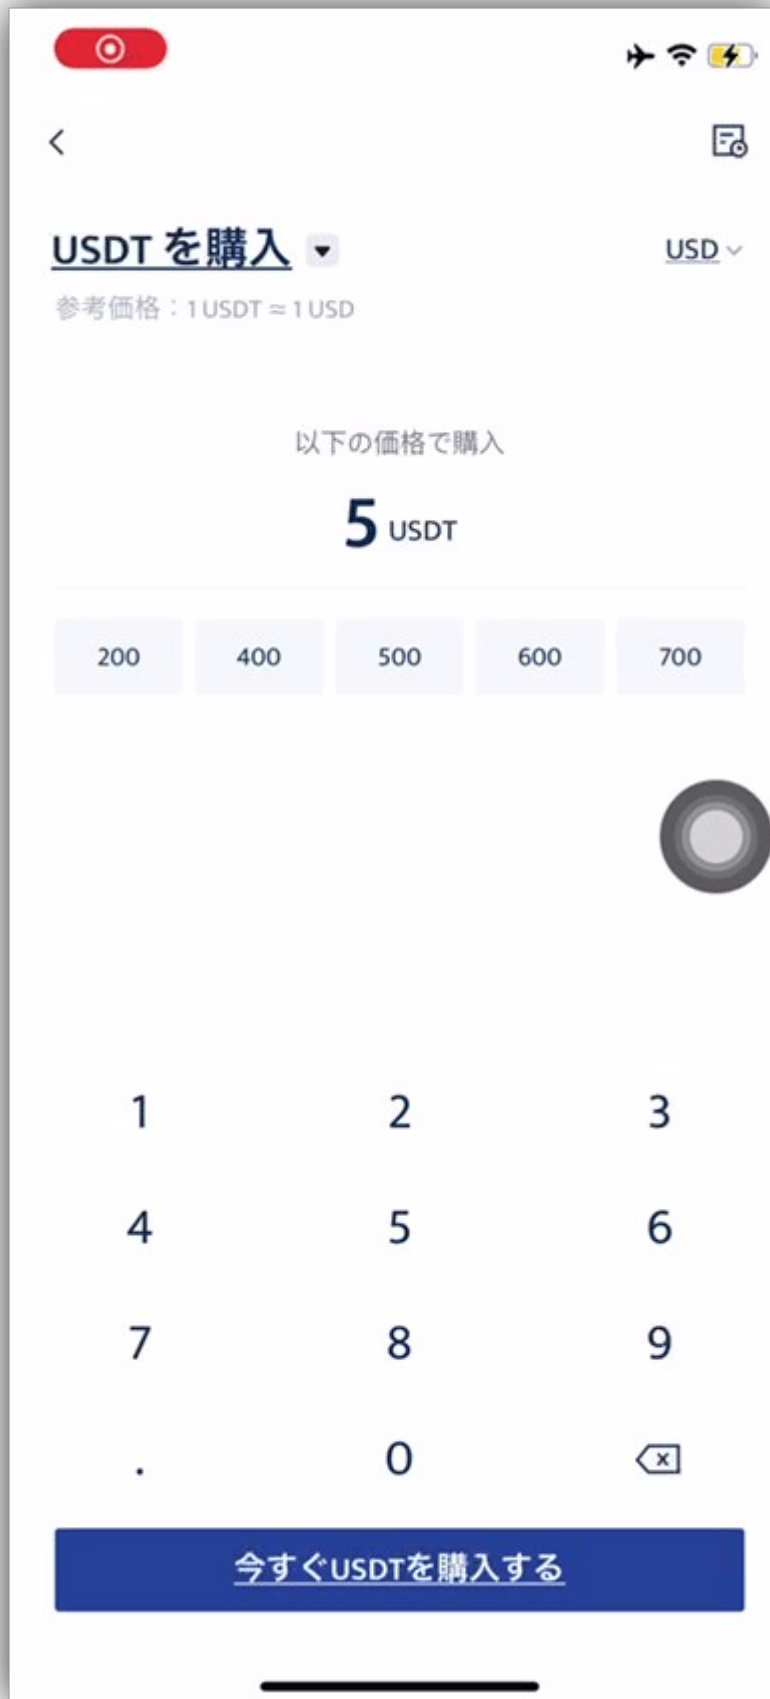 USDT を購入
USD
参考価格：1 USDT ≈ 1 USD
以下の価格で購入
5 USDT
200 400 500 600 700
1 2 3
4 5 6
7 8 9
. 0
今すぐUSDTを購入する